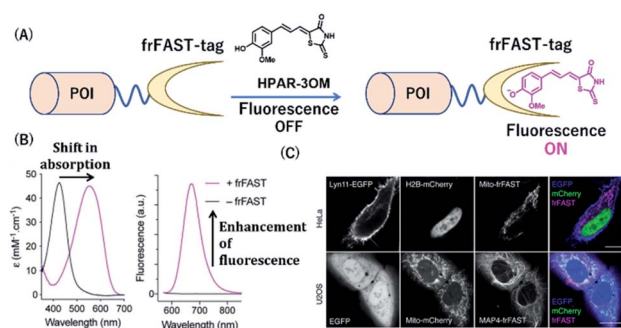 (A)
frFAST-tag
POI
HO
OMe
O
NH
S
S
HPAR-3OM
Fluorescence
OFF
frFAST-tag
POI
O
OMe
O
NH
S
S
Fluorescence
ON
(B)
Shift in
absorption
ε (mM⁻¹.cm⁻¹)
50
40
30
20
10
0
400 500 600 700
Wavelength (nm)
+ frFAST
− frFAST
Enhancement
of
fluorescence
Fluorescence (a.u.)
0
600 700 800
Wavelength (nm)
(C)
HeLa
Lyn11-EGFP
H2B-mCherry
Mito-frFAST
EGFP
mCherry
frFAST
U2OS
EGFP
Mito-mCherry
MAP4-frFAST
EGFP
mCherry
frFAST